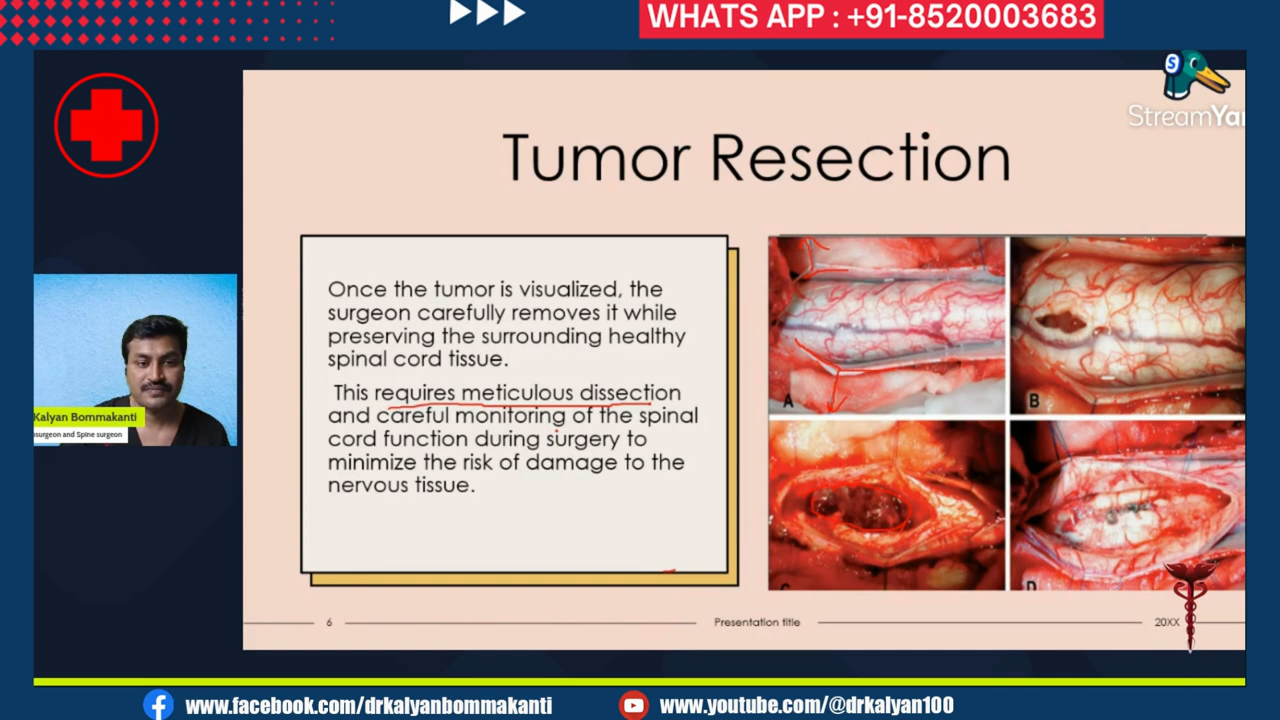 WHATS APP : +91-8520003683
S
StreamYar
Tumor Resection
Once the tumor is visualized, the
surgeon carefully removes it while
preserving the surrounding healthy
spinal cord tissue.
This requires meticulous dissection
and careful monitoring of the spinal
cord function during surgery to
minimize the risk of damage to the
nervous tissue.
A
B
C
D
Kalyan Bommakanti
osurgeon and Spine surgeon
6
Presentation title
20XX
www.facebook.com/drkalyanbommakanti
www.youtube.com/@drkalyan100